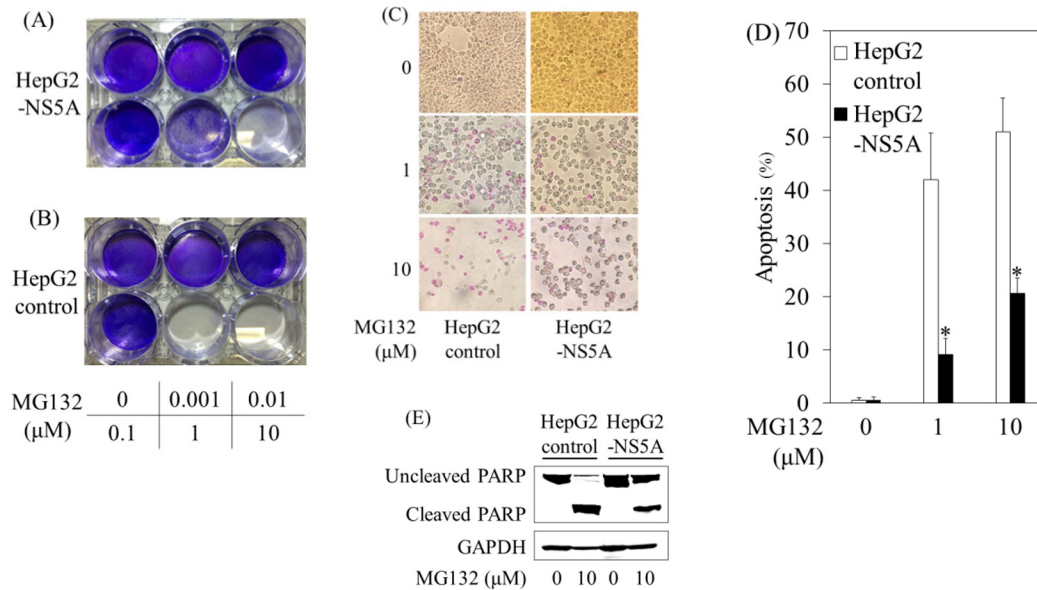 (A)
HepG2
-NS5A
(B)
HepG2
control
MG132
(μM)
0 0.001 0.01
0.1 1 10
(C)
0
1
10
MG132
(μM)
HepG2
control
HepG2
-NS5A
(D)
70
60
50
40
30
20
10
0
Apoptosis (%)
HepG2
control
HepG2
-NS5A
*
*
MG132
(μM)
0 1 10
(E)
HepG2
control
HepG2
-NS5A
Uncleaved PARP
Cleaved PARP
GAPDH
MG132 (μM) 0 10 0 10